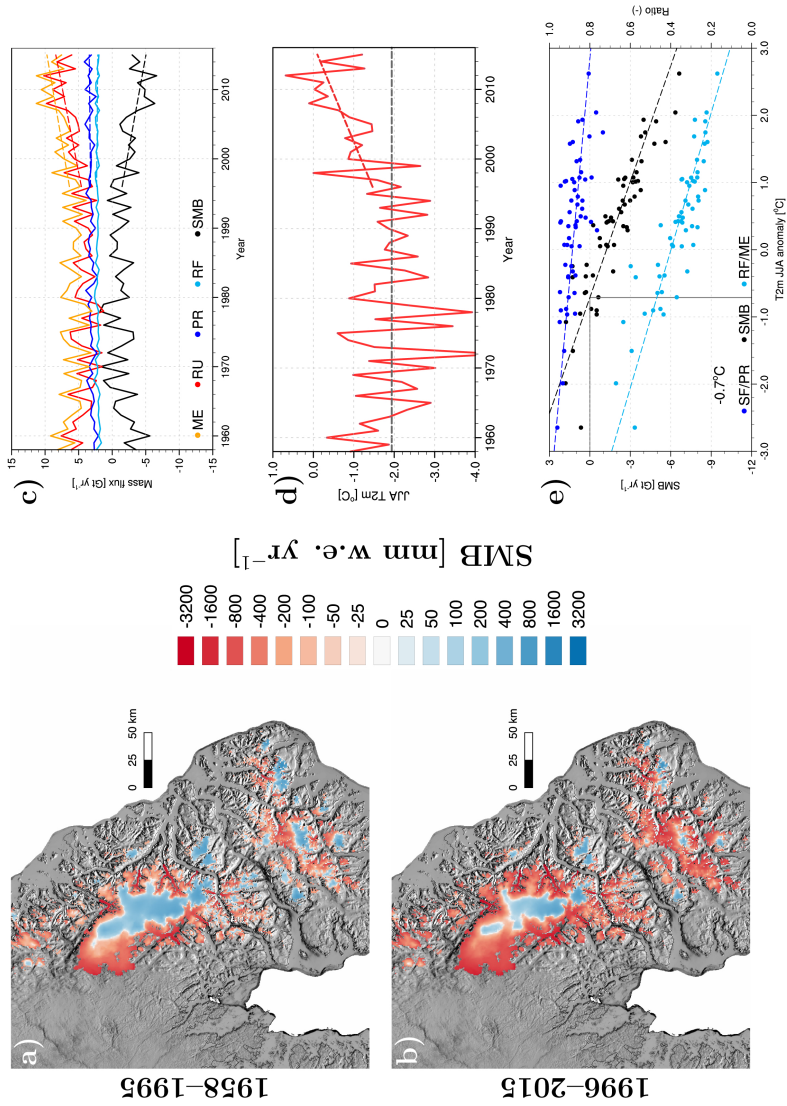 a)
1958–1995
0 25 50 km
b)
1996–2015
0 25 50 km
-3200
-1600
-800
-400
-200
-100
-50
-25
0
25
50
100
200
400
800
1600
3200
SMB [mm w.e. yr⁻¹]
c)
15
10
5
0
-5
-10
-15
Mass flux [Gt yr⁻¹]
ME RU PR RF SMB
1960 1970 1980 1990 2000 2010
Year
d)
1.0
0.0
-1.0
-2.0
-3.0
-4.0
JJA T2m [°C]
1960 1970 1980 1990 2000 2010
Year
e)
3
0
-3
-6
-9
-12
SMB [Gt yr⁻¹]
1.0
0.8
0.6
0.4
0.2
0.0
Ratio (-)
-0.7°C
SF/PR SMB RF/ME
-3.0 -2.0 -1.0 0.0 1.0 2.0 3.0
T2m JJA anomaly [°C]